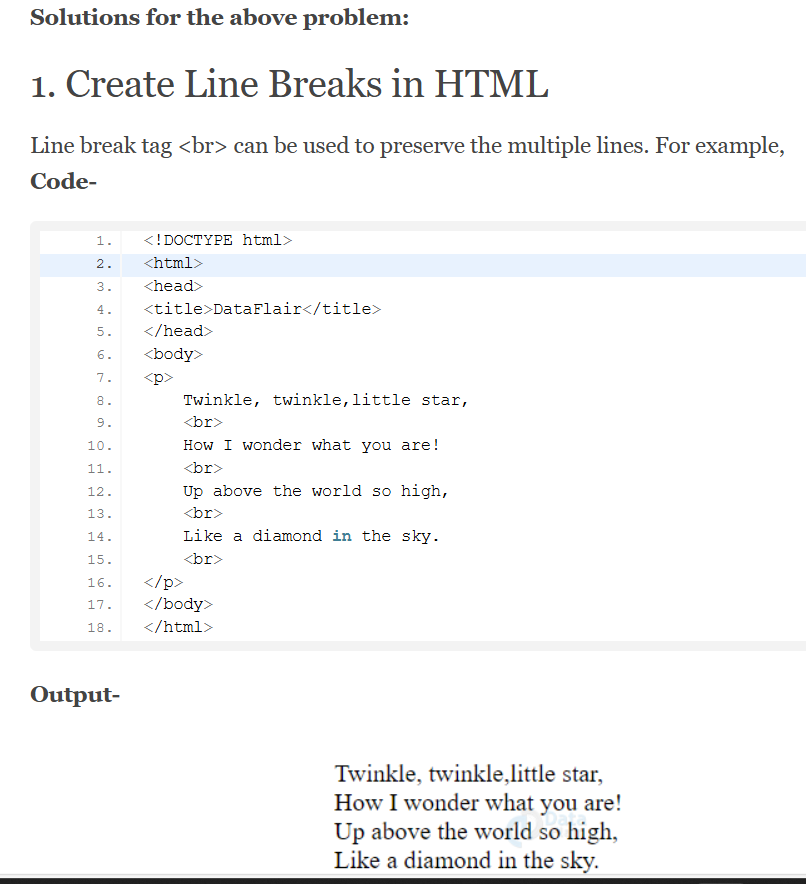 Solutions for the above problem:
1. Create Line Breaks in HTML
Line break tag <br> can be used to preserve the multiple lines. For example,
Code-
1. <!DOCTYPE html>
2. <html>
3. <head>
4. <title>DataFlair</title>
5. </head>
6. <body>
7. <p>
8. Twinkle, twinkle,little star,
9. <br>
10. How I wonder what you are!
11. <br>
12. Up above the world so high,
13. <br>
14. Like a diamond in the sky.
15. <br>
16. </p>
17. </body>
18. </html>
Output-
Twinkle, twinkle,little star,
How I wonder what you are!
Data
Up above the world so high,
Like a diamond in the sky.